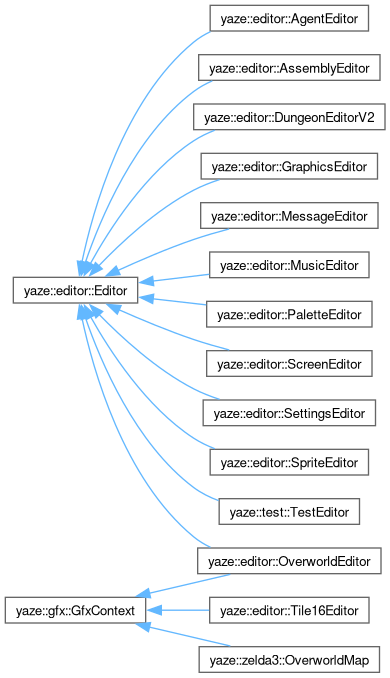 yaze::editor::AgentEditor
yaze::editor::AssemblyEditor
yaze::editor::DungeonEditorV2
yaze::editor::GraphicsEditor
yaze::editor::MessageEditor
yaze::editor::MusicEditor
yaze::editor::Editor
yaze::editor::PaletteEditor
yaze::editor::ScreenEditor
yaze::editor::SettingsEditor
yaze::editor::SpriteEditor
yaze::test::TestEditor
yaze::editor::OverworldEditor
yaze::gfx::GfxContext
yaze::editor::Tile16Editor
yaze::zelda3::OverworldMap